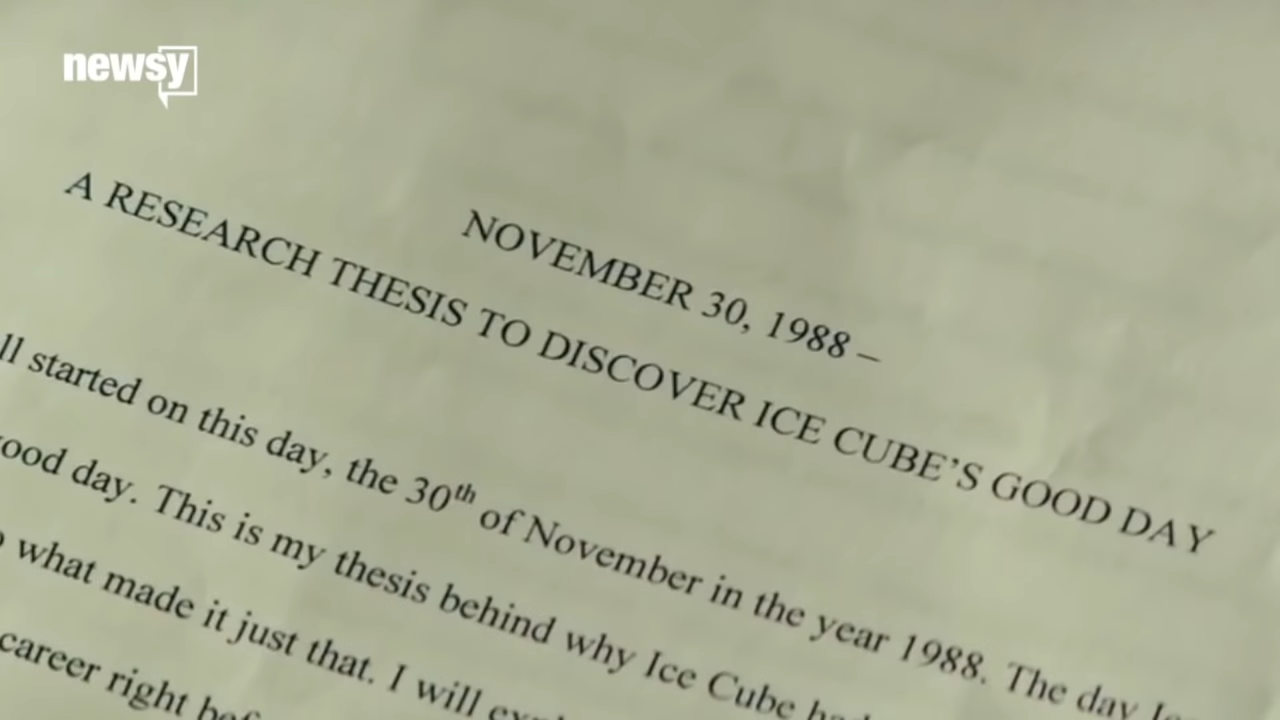 newsy
NOVEMBER 30, 1988 –
A RESEARCH THESIS TO DISCOVER ICE CUBE'S GOOD DAY
started on this day, the 30th of November in the year 1988. The day
day. This is my thesis behind why Ice Cube
what made it just that. I will
career right